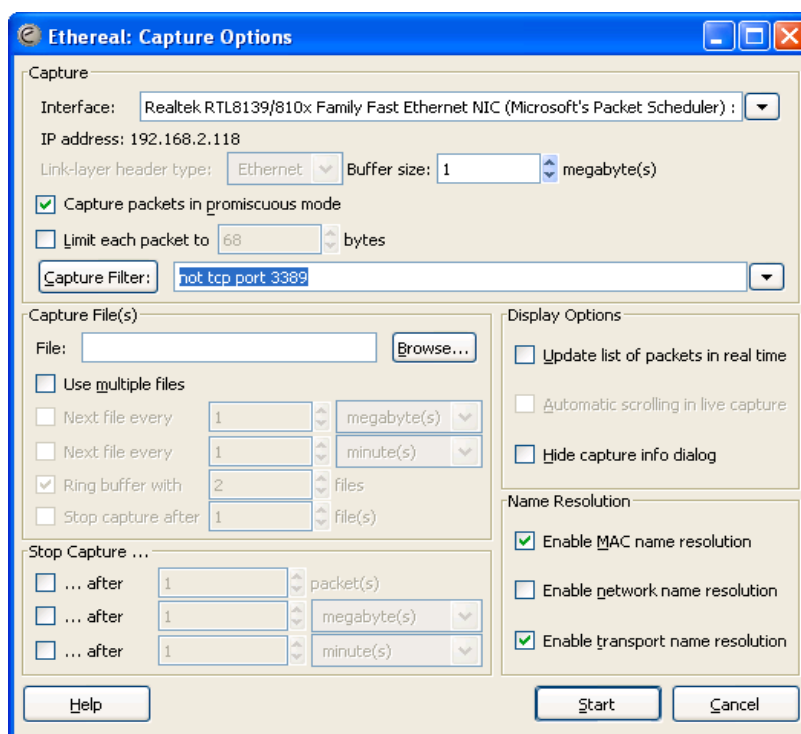 Ethereal: Capture Options
Capture
Interface: Realtek RTL8139/810x Family Fast Ethernet NIC (Microsoft's Packet Scheduler) :
IP address: 192.168.2.118
Link-layer header type: Ethernet Buffer size: 1 megabyte(s)
Capture packets in promiscuous mode
Limit each packet to 68 bytes
Capture Filter: not tcp port 3389
Capture File(s)
File: Browse...
Use multiple files
Next file every 1 megabyte(s)
Next file every 1 minute(s)
Ring buffer with 2 files
Stop capture after 1 file(s)
Stop Capture ...
... after 1 packet(s)
... after 1 megabyte(s)
... after 1 minute(s)
Display Options
Update list of packets in real time
Automatic scrolling in live capture
Hide capture info dialog
Name Resolution
Enable MAC name resolution
Enable network name resolution
Enable transport name resolution
Help Start Cancel